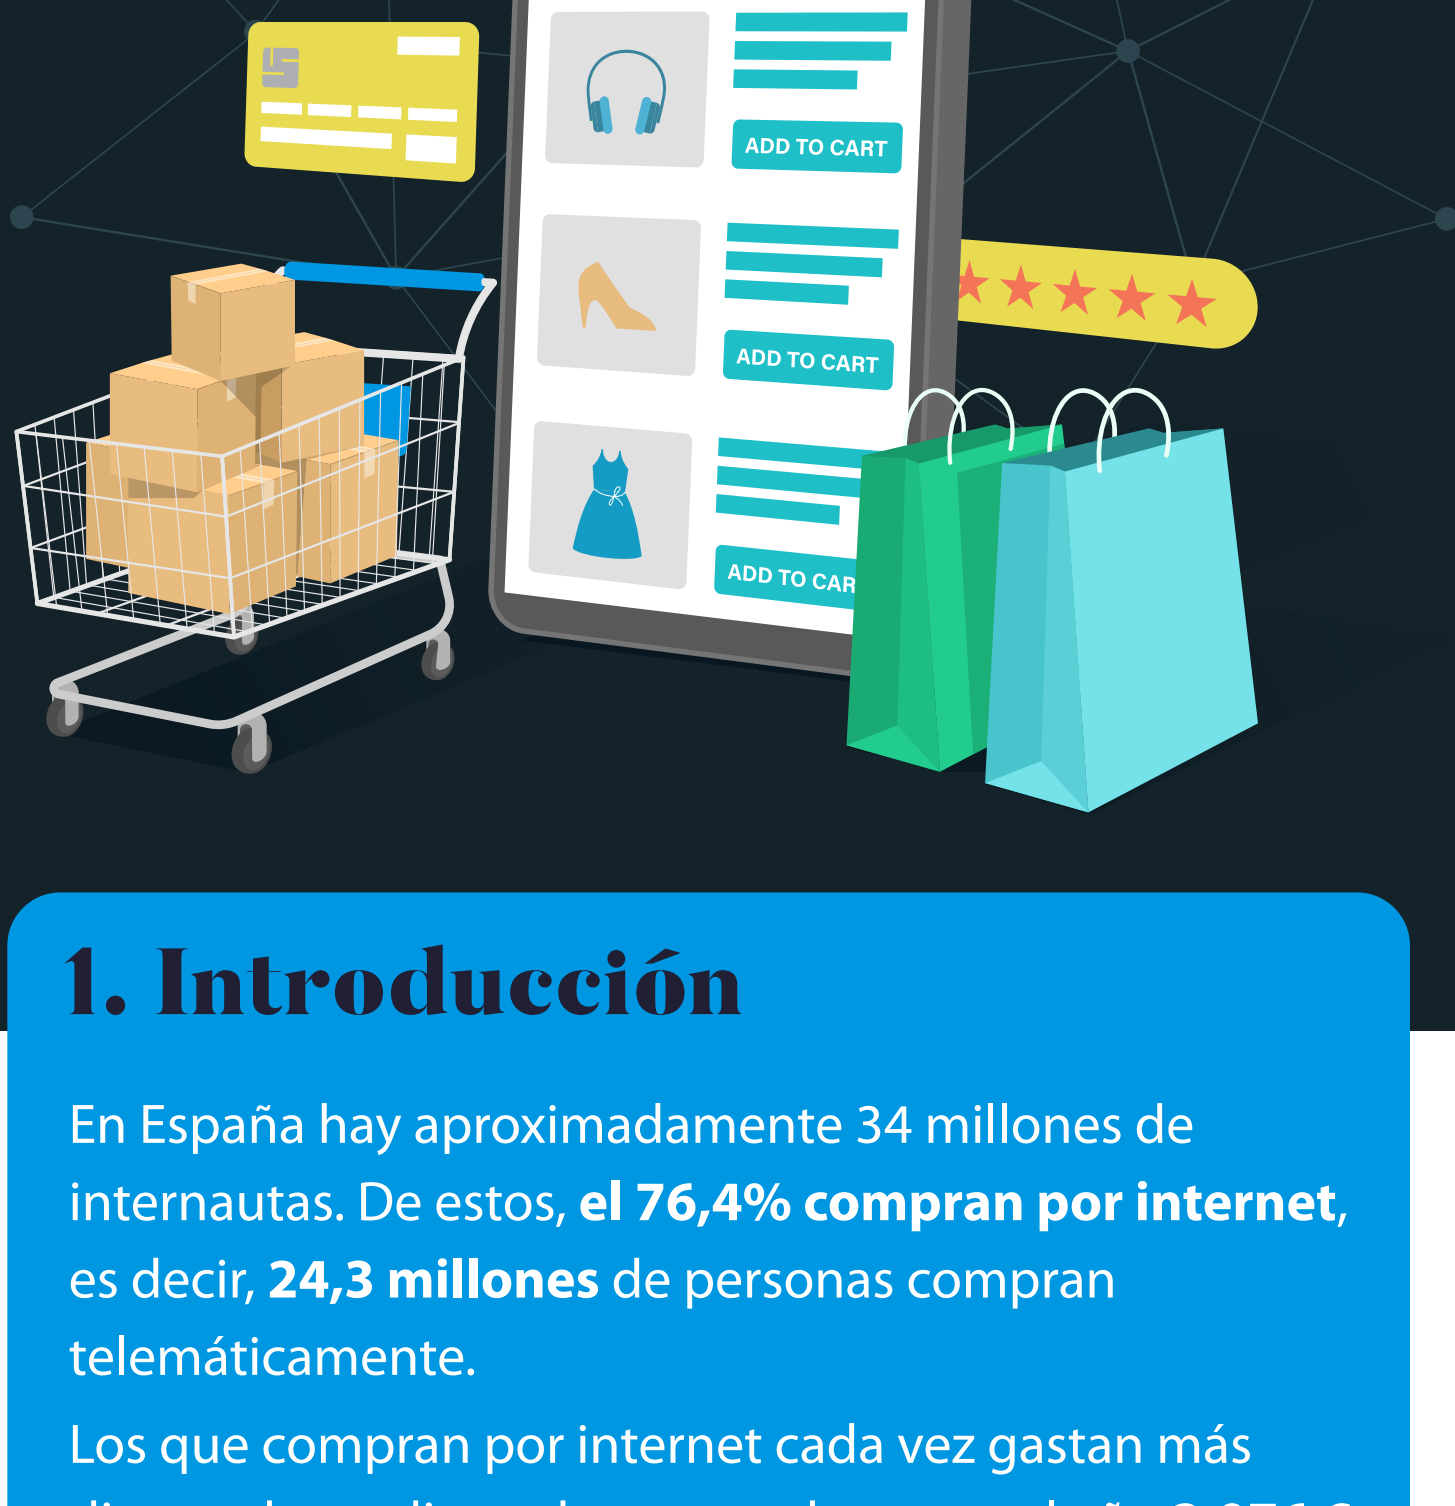 ADD TO CART
ADD TO CART
ADD TO CAR
1. Introducción
En España hay aproximadamente 34 millones de
internautas. De estos, el 76,4% compran por internet,
es decir, 24,3 millones de personas compran
telemáticamente.
Los que compran por internet cada vez gastan más